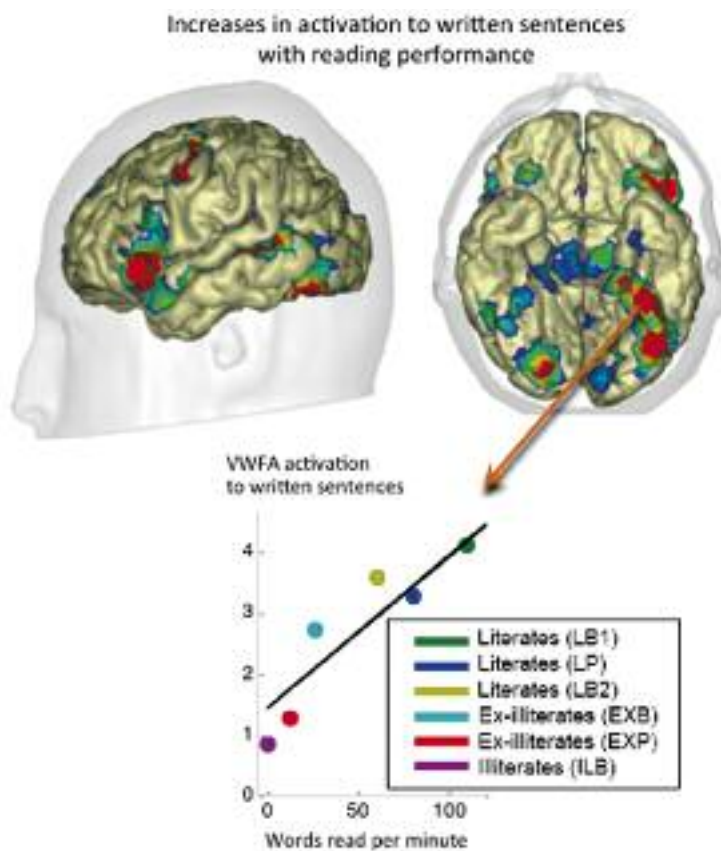 Increases in activation to written sentences
with reading performance
VWFA activation
to written sentences
4
3
2
1
0
0
50
100
Words read per minute
Literates (LB1)
Literates (LP)
Literates (LB2)
Ex-illiterates (EXB)
Ex-illiterates (EXP)
Illiterates (ILB)